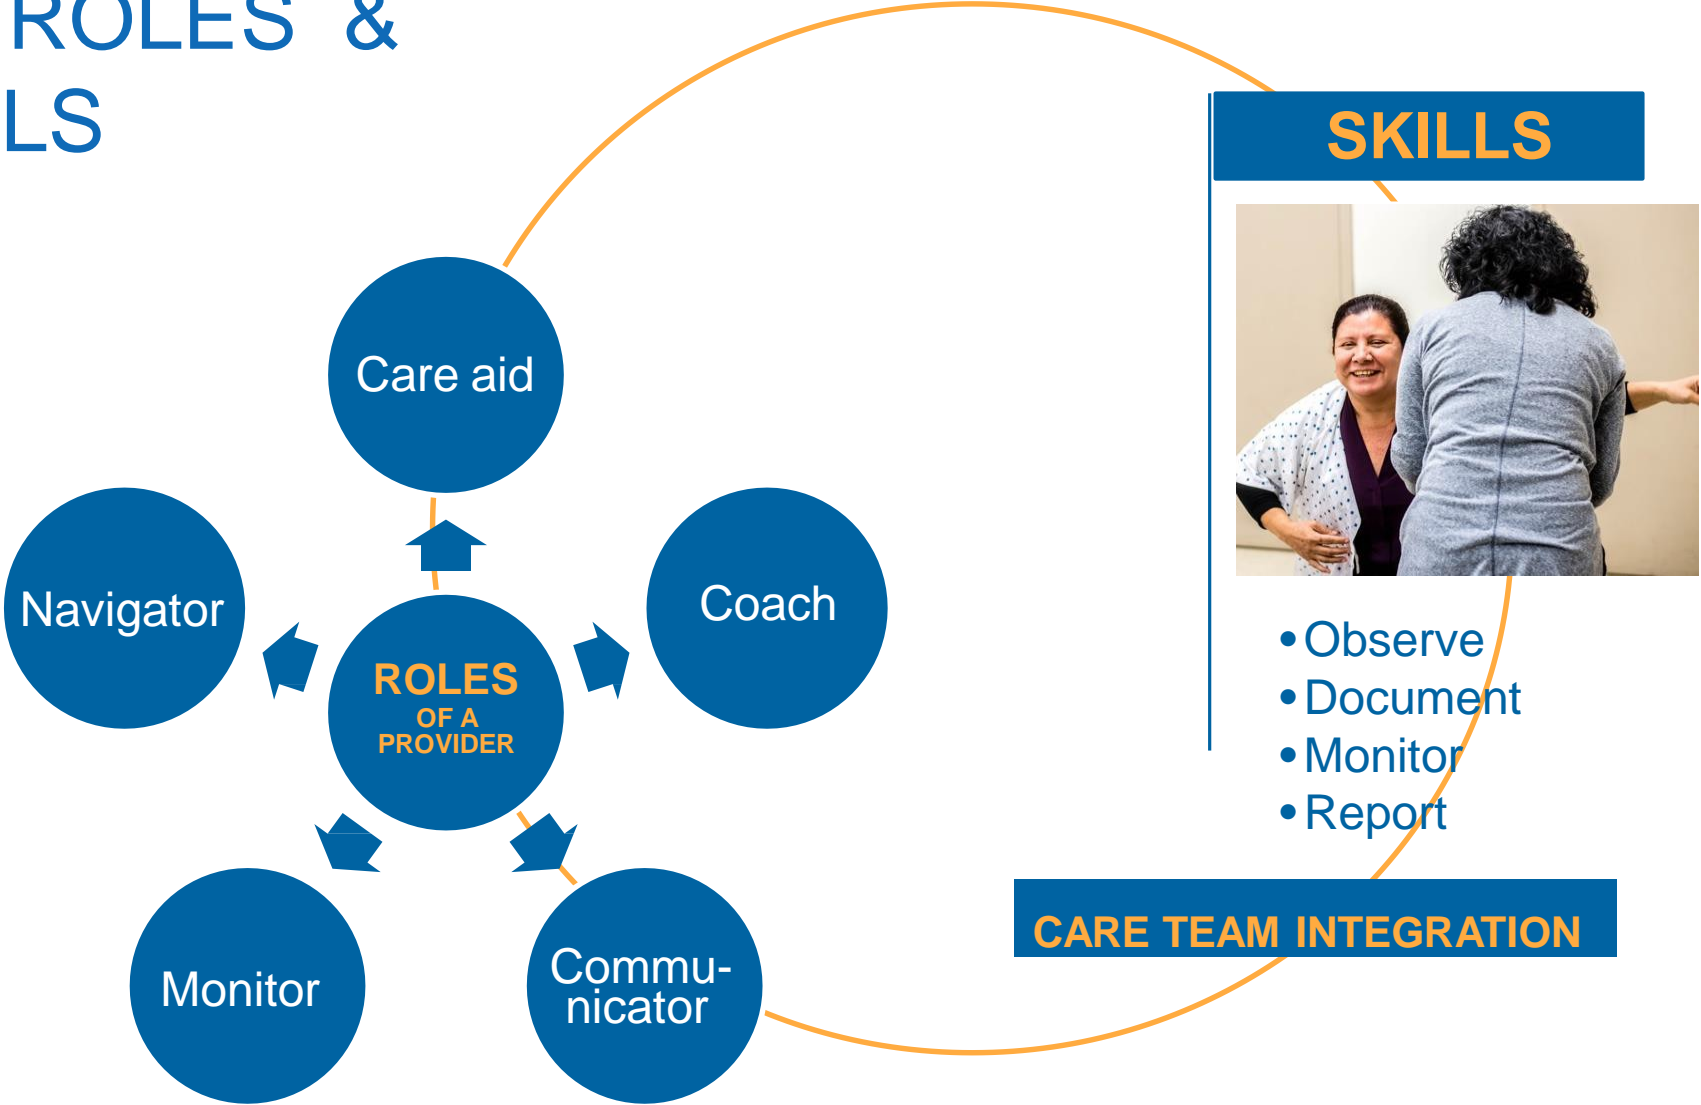 ROLES &
LS
SKILLS
Care aid
Navigator
Coach
ROLES
OF A
PROVIDER
Monitor
Commu-
nicator
•Observe
•Document
•Monitor
•Report
CARE TEAM INTEGRATION